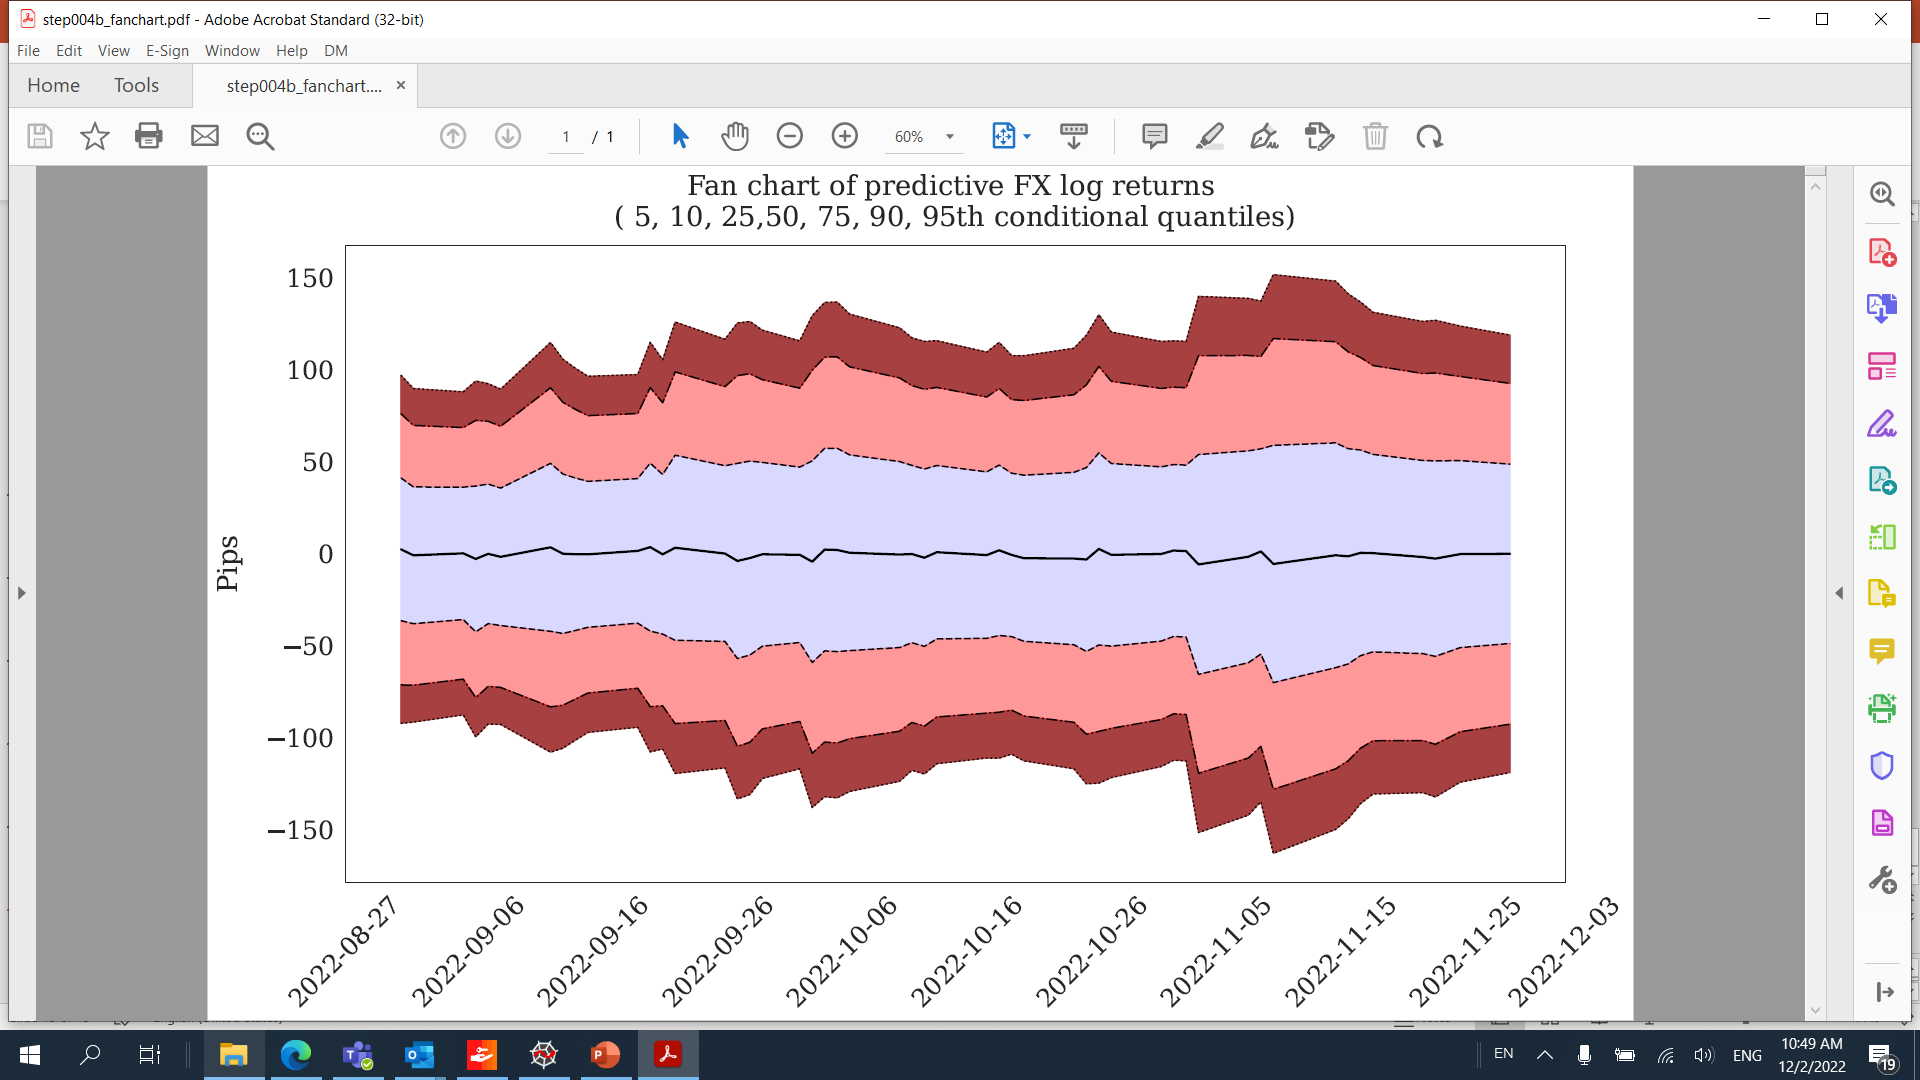 step004b_fanchart.pdf - Adobe Acrobat Standard (32-bit)
File Edit View E-Sign Window Help DM
Home Tools step004b_fanchart....
1 / 1 60%
Fan chart of predictive FX log returns
( 5, 10, 25,50, 75, 90, 95th conditional quantiles)
Pips
150
100
50
0
−50
−100
−150
2022-08-27
2022-09-06
2022-09-16
2022-09-26
2022-10-06
2022-10-16
2022-10-26
2022-11-05
2022-11-15
2022-11-25
2022-12-03
EN ENG
10:49 AM
12/2/2022
19